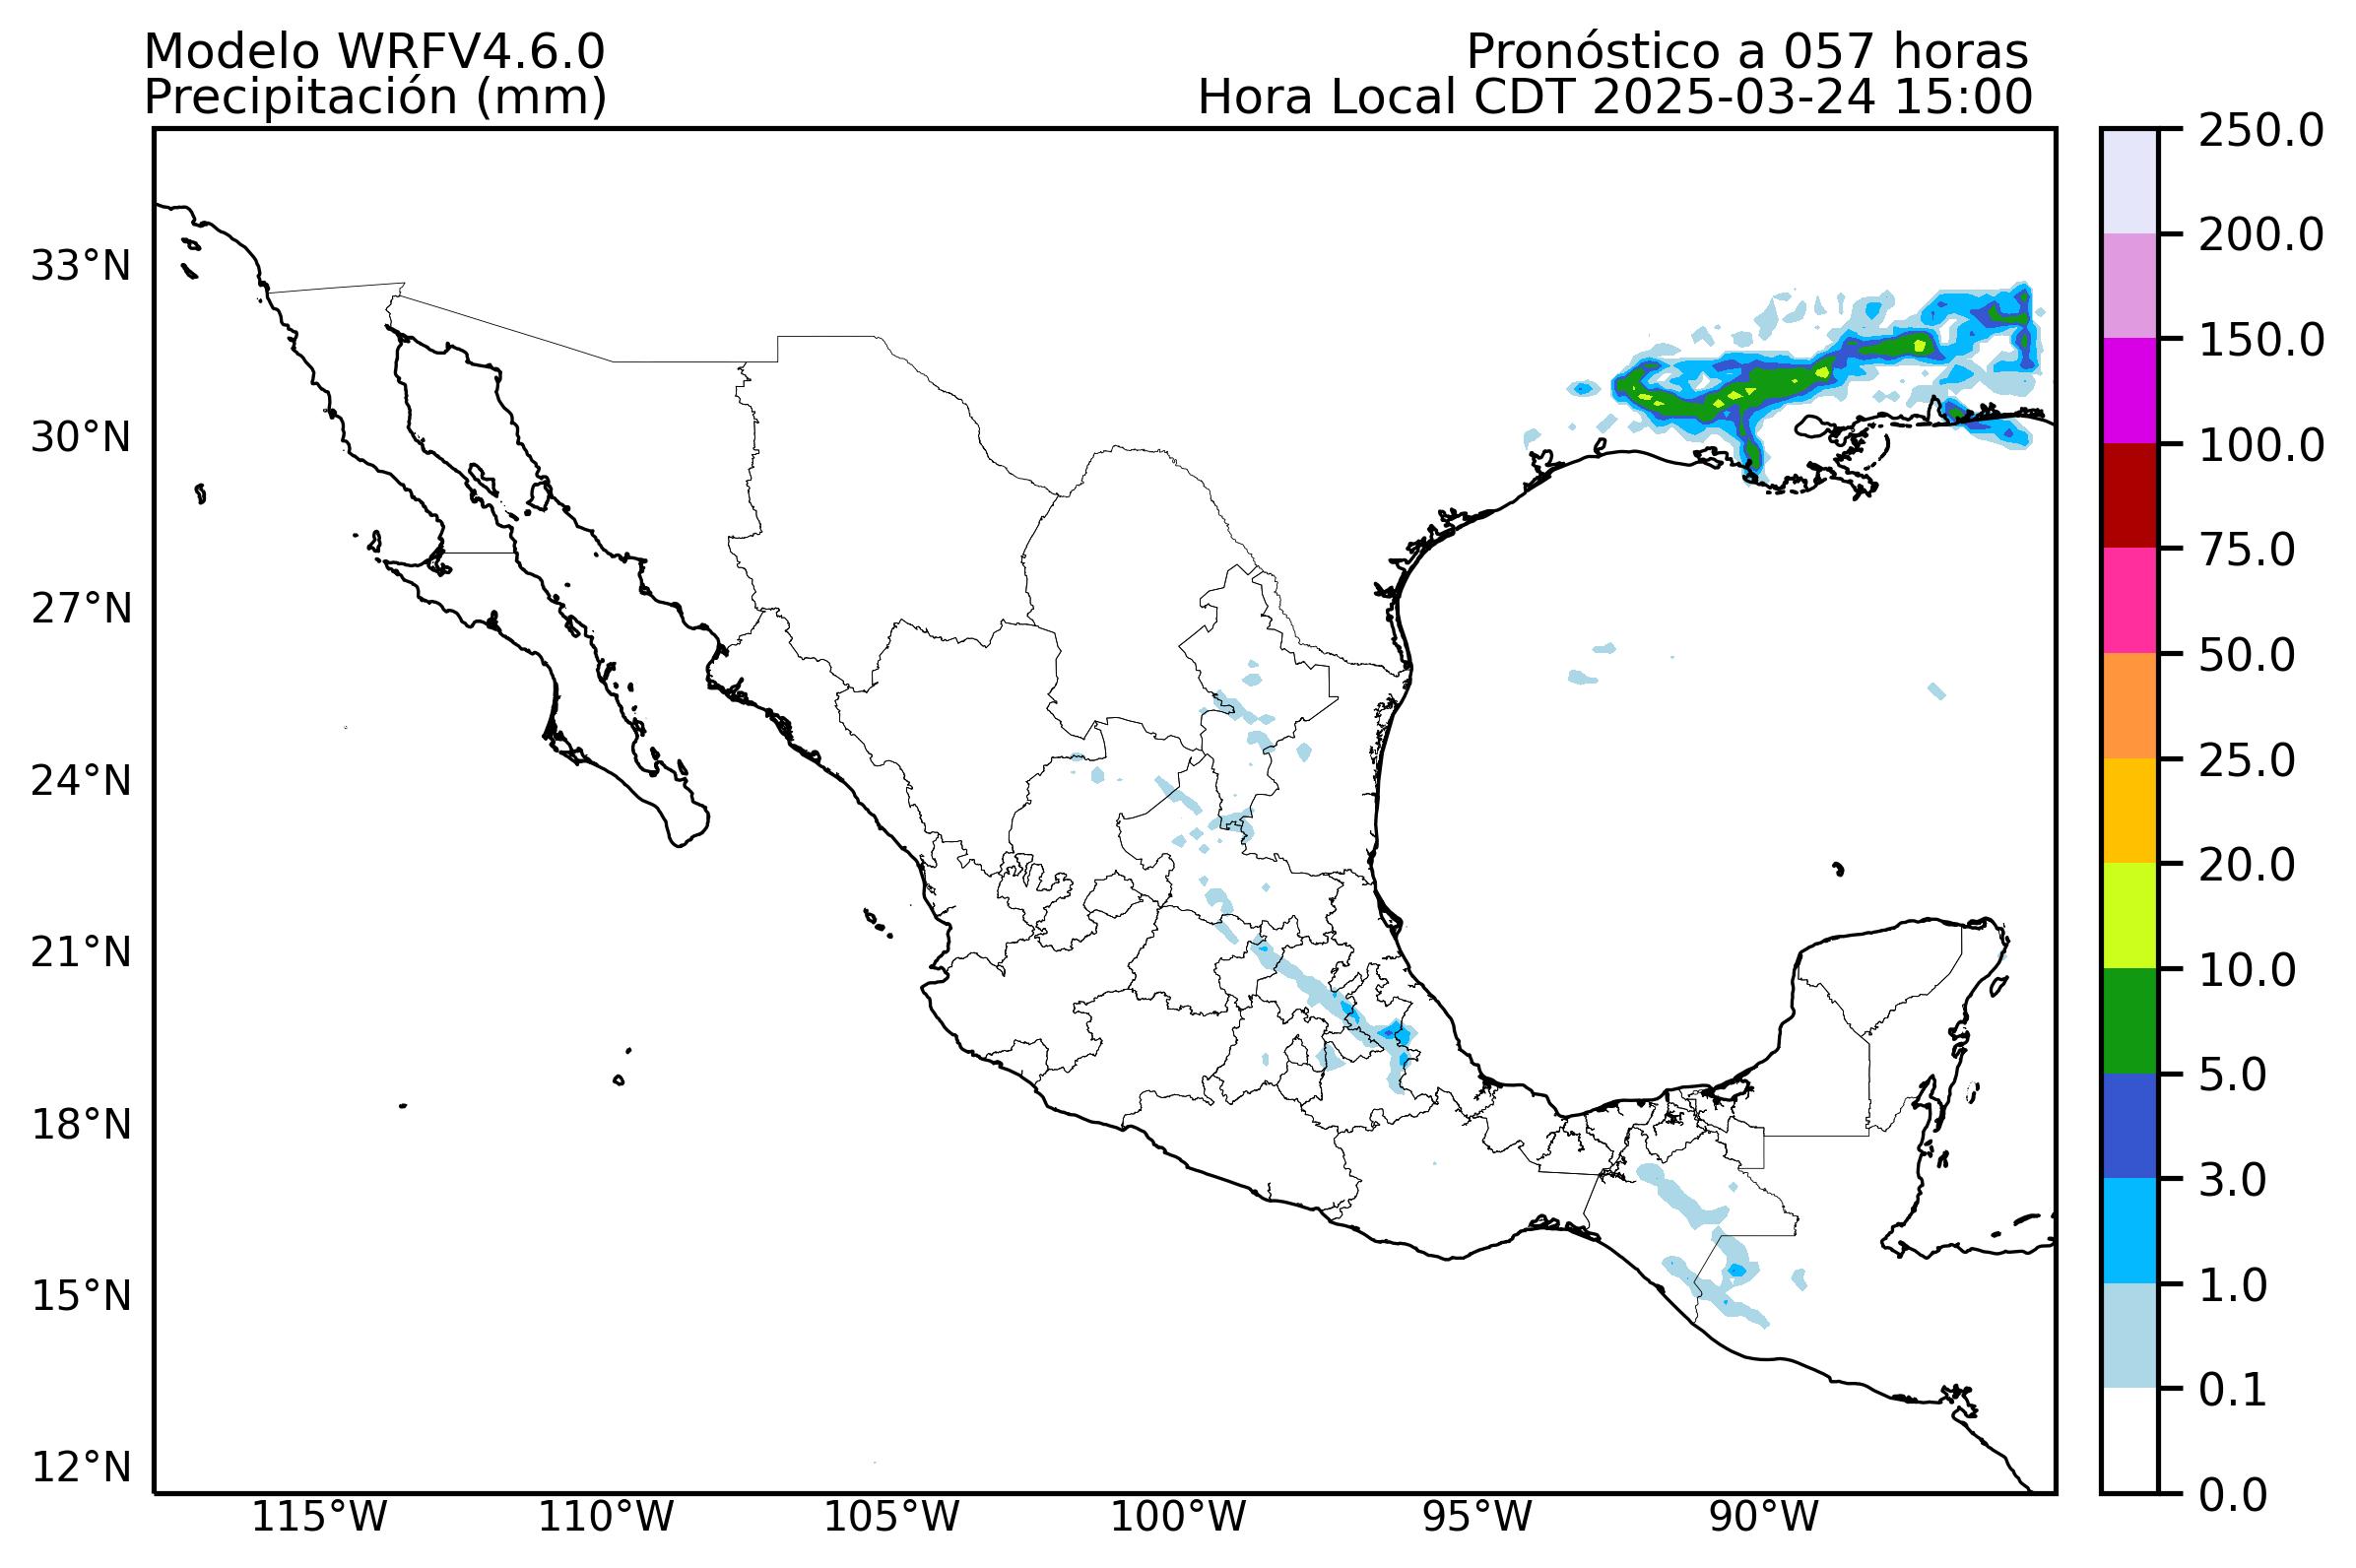 Modelo WRFV4.6.0
Pronóstico a 057 horas
Precipitación (mm)
Hora Local CDT 2025-03-24 15:00
33°N
30°N
27°N
24°N
21°N
18°N
15°N
12°N
115°W
110°W
105°W
100°W
95°W
90°W
250.0
200.0
150.0
100.0
75.0
50.0
25.0
20.0
10.0
5.0
3.0
1.0
0.1
0.0